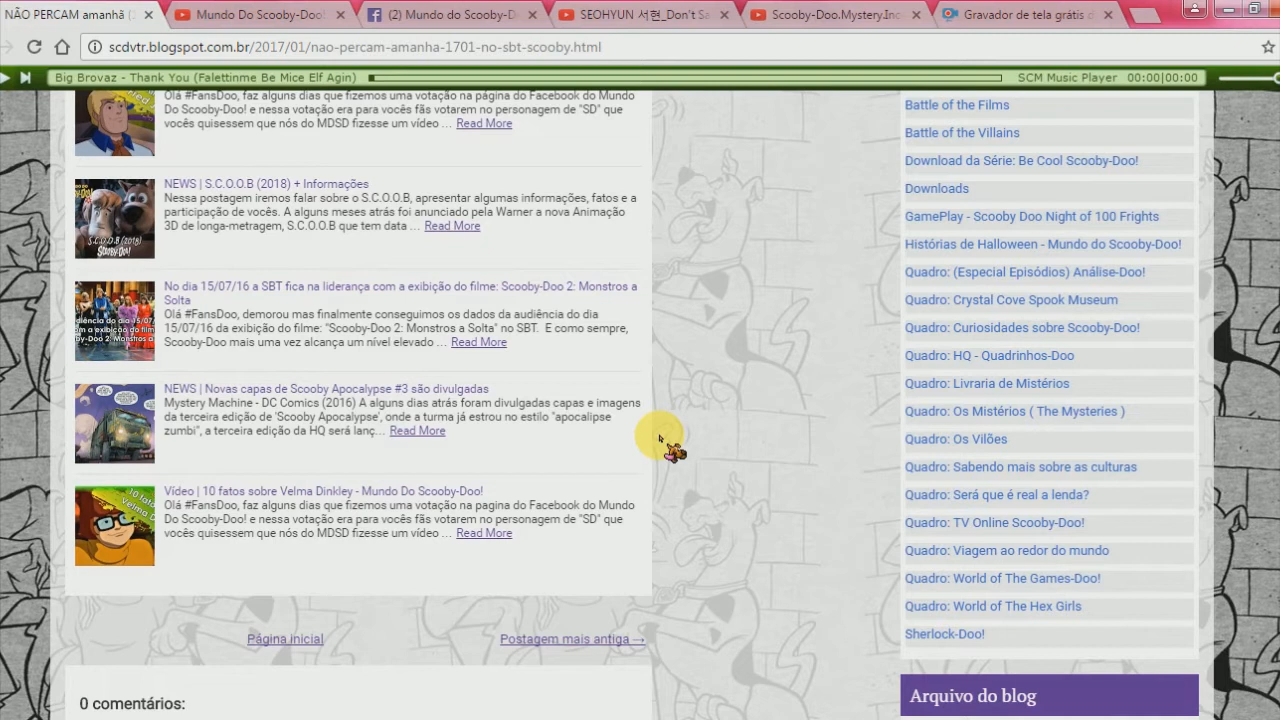 NÃO PERCAM amanhã (
Mundo Do Scooby-Doo!
(2) Mundo do Scooby-D
SEOHYUN 서현_Don't Sa
Scooby-Doo.Mystery.Inc
Gravador de tela grátis d
scdvtr.blogspot.com.br/2017/01/nao-percam-amanha-1701-no-sbt-scooby.html
Big Brovaz - Thank You (Falettinme Be Mice Elf Agin)
SCM Music Player 00:00|00:00
Olá #FansDoo, faz alguns dias que fizemos uma votação na página do Facebook do Mundo
Do Scooby-Doo! e nessa votação era para vocês fãs votarem no personagem de "SD" que
vocês quisessem que nós do MDSD fizesse um vídeo ... Read More
NEWS | S.C.O.O.B (2018) + Informações
Nessa postagem iremos falar sobre o S.C.O.O.B, apresentar algumas informações, fatos e a
participação de vocês. A alguns meses atrás foi anunciado pela Warner a nova Animação
3D de longa-metragem, S.C.O.O.B que tem data ... Read More
S.C.O.O.B (2018)
SCOOBY-DOO!
No dia 15/07/16 a SBT fica na liderança com a exibição do filme: Scooby-Doo 2: Monstros a
Solta
Olá #FansDoo, demorou mas finalmente conseguimos os dados da audiência do dia
15/07/16 da exibição do filme: "Scooby-Doo 2: Monstros a Solta" no SBT. E como sempre,
Scooby-Doo mais uma vez alcança um nível elevado ... Read More
diência do dia 15/07/
om a exibição do filme:
by-Doo 2: Monstros a
NEWS | Novas capas de Scooby Apocalypse #3 são divulgadas
Mystery Machine - DC Comics (2016) A alguns dias atrás foram divulgadas capas e imagens
da terceira edição de 'Scooby Apocalypse', onde a turma já estrou no estilo "apocalipse
zumbi", a terceira edição da HQ será lanç... Read More
Vídeo | 10 fatos sobre Velma Dinkley - Mundo Do Scooby-Doo!
Olá #FansDoo, faz alguns dias que fizemos uma votação na pagina do Facebook do Mundo
Do Scooby-Doo! e nessa votação era para vocês fãs votarem no personagem de "SD" que
vocês quisessem que nós do MDSD fizesse um vídeo ... Read More
10 fatos
Velma D
Página inicial
Postagem mais antiga →
0 comentários:
Battle of the Films
Battle of the Villains
Download da Série: Be Cool Scooby-Doo!
Downloads
GamePlay - Scooby Doo Night of 100 Frights
Histórias de Halloween - Mundo do Scooby-Doo!
Quadro: (Especial Episódios) Análise-Doo!
Quadro: Crystal Cove Spook Museum
Quadro: Curiosidades sobre Scooby-Doo!
Quadro: HQ - Quadrinhos-Doo
Quadro: Livraria de Mistérios
Quadro: Os Mistérios ( The Mysteries )
Quadro: Os Vilões
Quadro: Sabendo mais sobre as culturas
Quadro: Será que é real a lenda?
Quadro: TV Online Scooby-Doo!
Quadro: Viagem ao redor do mundo
Quadro: World of The Games-Doo!
Quadro: World of The Hex Girls
Sherlock-Doo!
Arquivo do blog